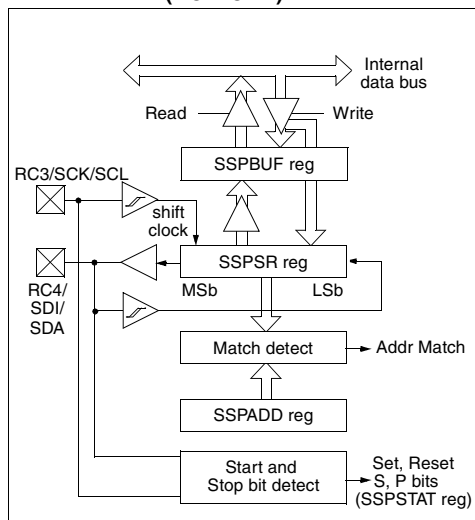 Internal
data bus
Read
Write
SSPBUF reg
RC3/SCK/SCL
shift
clock
SSPSR reg
MSb
LSb
RC4/
SDI/
SDA
Match detect
Addr Match
SSPADD reg
Start and
Stop bit detect
Set, Reset
S, P bits
(SSPSTAT reg)